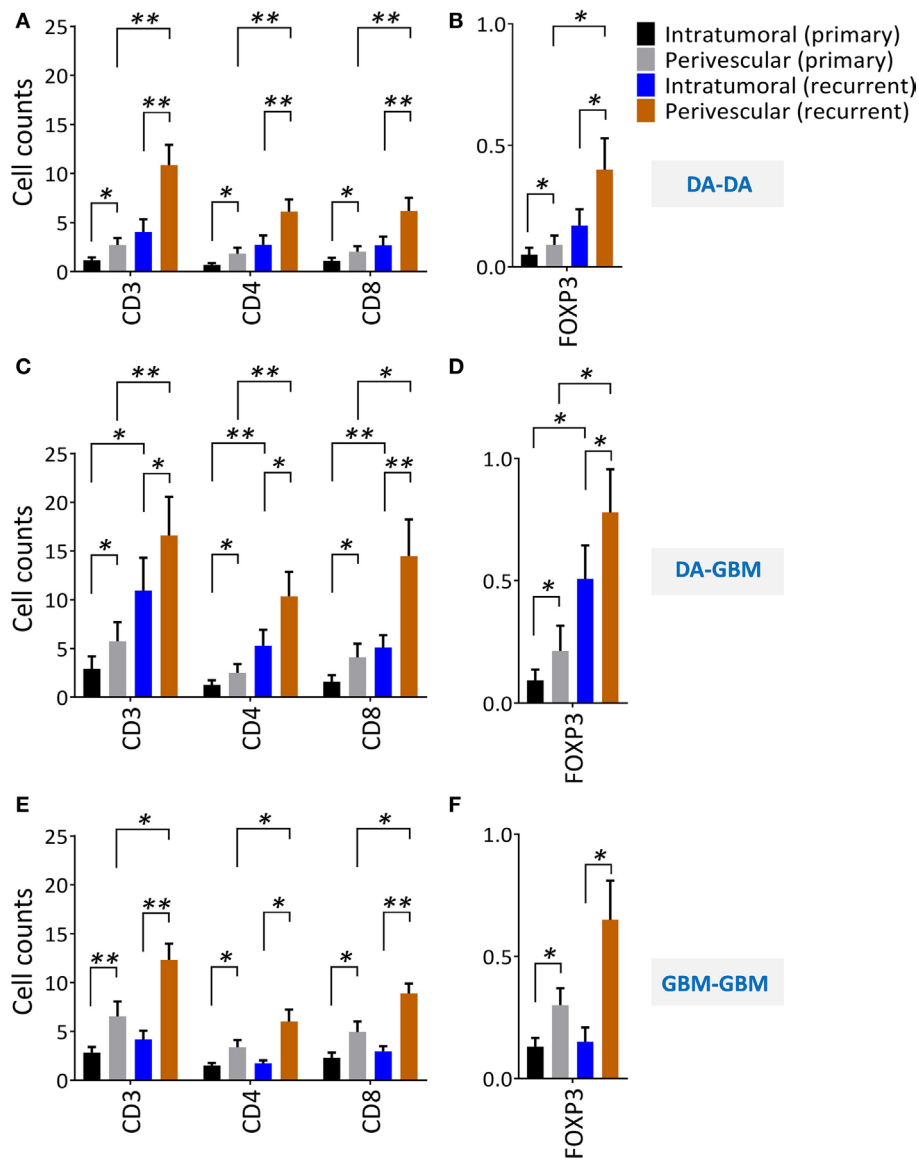 A
B
Intratumoral (primary)
Perivescular (primary)
Intratumoral (recurrent)
Perivescular (recurrent)
Cell counts
25
20
15
10
5
0
** ** **
** ** **
* * *
CD3 CD4 CD8
1.0
0.5
0.0
*
*
*
FOXP3
DA-DA
C
D
Cell counts
25
20
15
10
5
0
** ** *
* ** **
* * **
* * *
CD3 CD4 CD8
1.0
0.5
0.0
*
*
*
*
FOXP3
DA-GBM
E
F
Cell counts
25
20
15
10
5
0
* * *
** * **
** * *
CD3 CD4 CD8
1.0
0.5
0.0
*
*
FOXP3
GBM-GBM